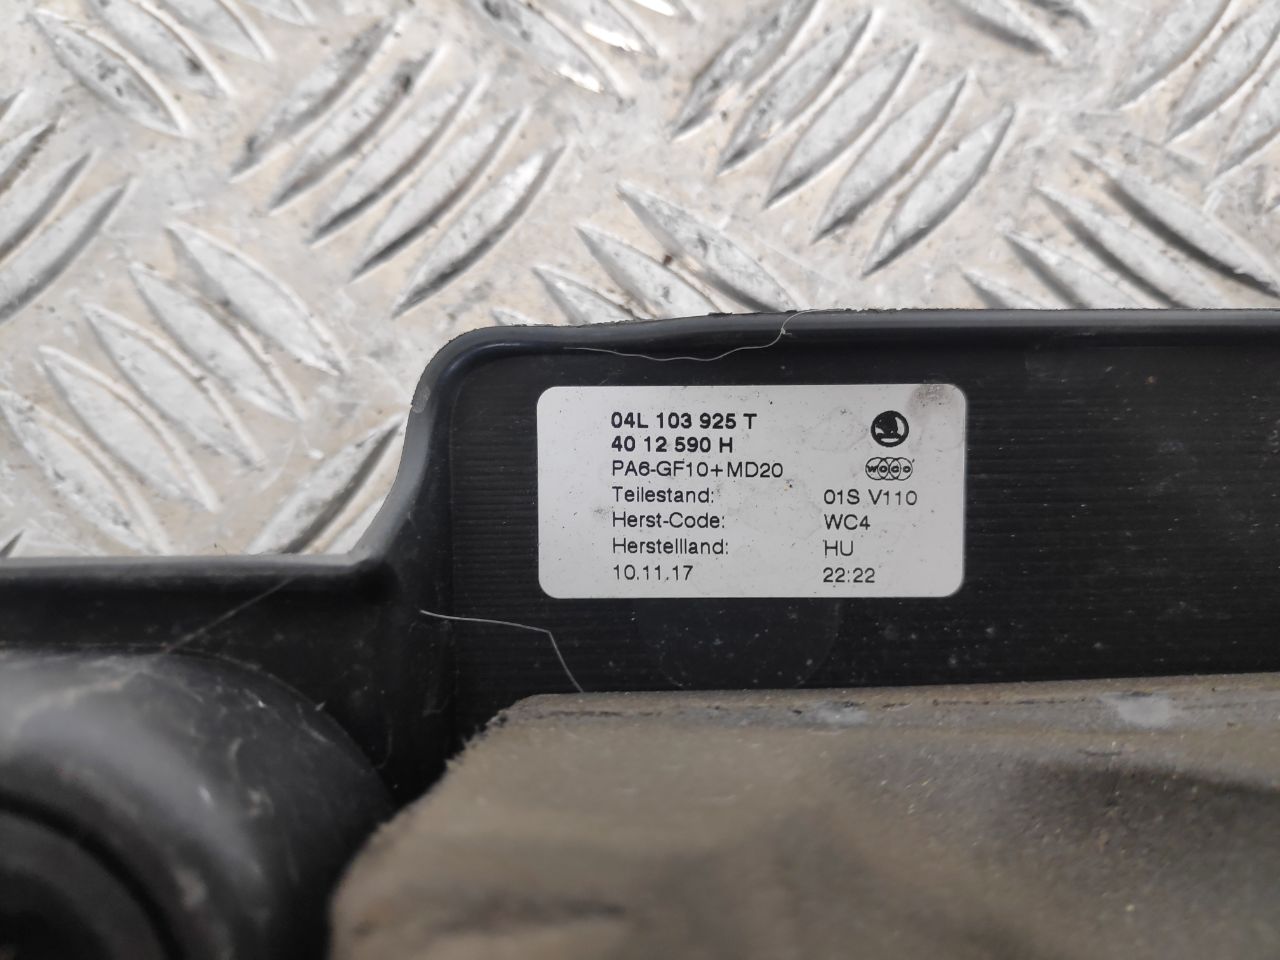 04L 103 925 T
40 12 590 H
PA6-GF10+MD20
woco
Teilestand: 01S V110
Herst-Code: WC4
Herstellland: HU
10.11.17 22:22